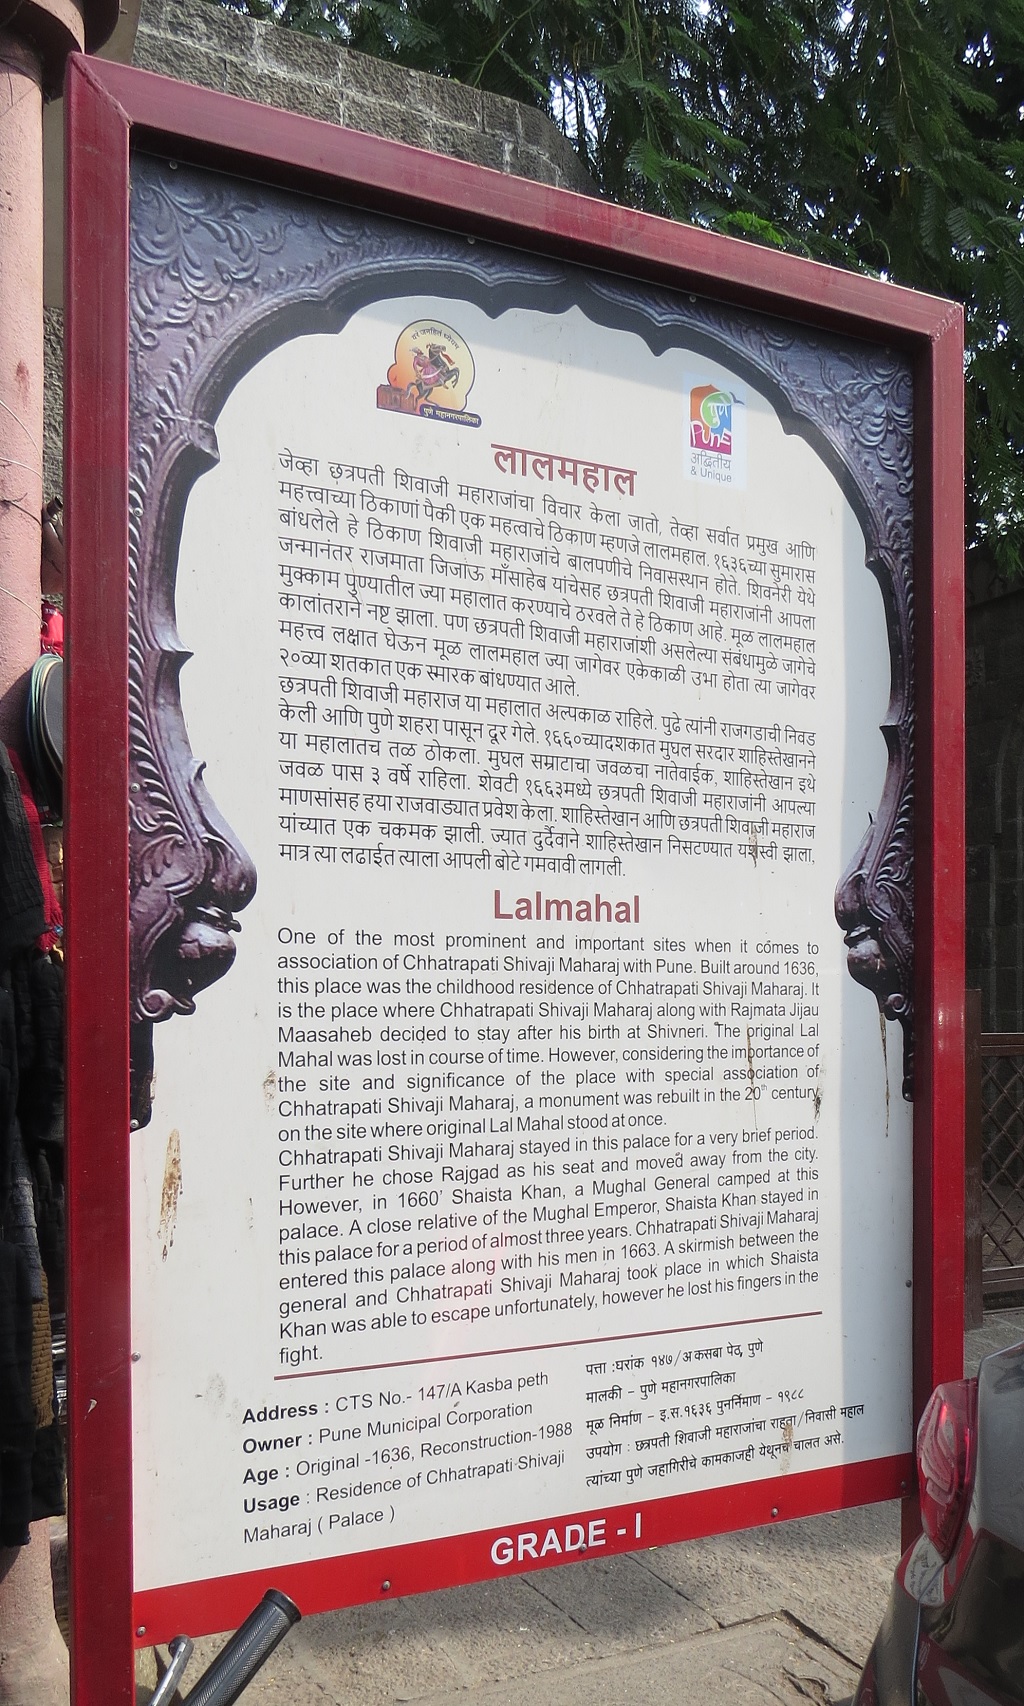 वरं जनहितं ध्येयम
पुणे महानगरपालिका
पुणे
PUNE
अद्वितीय
& Unique
लालमहाल
जेव्हा छत्रपती शिवाजी महाराजांचा विचार केला जातो, तेव्हा सर्वात प्रमुख आणि
महत्त्वाच्या ठिकाणां पैकी एक महत्वाचे ठिकाण म्हणजे लालमहाल. १६३६च्या सुमारास
बांधलेले हे ठिकाण शिवाजी महाराजांचे बालपणीचे निवासस्थान होते. शिवनेरी येथे
जन्मानंतर राजमाता जिजाऊ माँसाहेब यांचेसह छत्रपती शिवाजी महाराजांनी आपला
मुक्काम पुण्यातील ज्या महालात करण्याचे ठरवले ते हे ठिकाण आहे. मूळ लालमहाल
कालांतराने नष्ट झाला. पण छत्रपती शिवाजी महाराजांशी असलेल्या संबंधामुळे जागेचे
महत्त्व लक्षात घेऊन मूळ लालमहाल ज्या जागेवर एकेकाळी उभा होता त्या जागेवर
२०व्या शतकात एक स्मारक बांधण्यात आले.
छत्रपती शिवाजी महाराज या महालात अल्पकाळ राहिले. पुढे त्यांनी राजगडाची निवड
केली आणि पुणे शहरा पासून दूर गेले. १६६०च्यादशकात मुघल सरदार शाहिस्तेखानने
या महालातच तळ ठोकला. मुघल सम्राटाचा जवळचा नातेवाईक, शाहिस्तेखान इथे
जवळ पास ३ वर्षे राहिला. शेवटी १६६३मध्ये छत्रपती शिवाजी महाराजांनी आपल्या
माणसांसह हया राजवाड्यात प्रवेश केला. शाहिस्तेखान आणि छत्रपती शिवाजी महाराज
यांच्यात एक चकमक झाली. ज्यात दुर्दैवाने शाहिस्तेखान निसटण्यात यशस्वी झाला,
मात्र त्या लढाईत त्याला आपली बोटे गमवावी लागली.
Lalmahal
One of the most prominent and important sites when it comes to
association of Chhatrapati Shivaji Maharaj with Pune. Built around 1636,
this place was the childhood residence of Chhatrapati Shivaji Maharaj. It
is the place where Chhatrapati Shivaji Maharaj along with Rajmata Jijau
Maasaheb decided to stay after his birth at Shivneri. The original Lal
Mahal was lost in course of time. However, considering the importance of
the site and significance of the place with special association of
Chhatrapati Shivaji Maharaj, a monument was rebuilt in the 20th century
on the site where original Lal Mahal stood at once.
Chhatrapati Shivaji Maharaj stayed in this palace for a very brief period.
Further he chose Rajgad as his seat and moved away from the city.
However, in 1660' Shaista Khan, a Mughal General camped at this
palace. A close relative of the Mughal Emperor, Shaista Khan stayed in
this palace for a period of almost three years. Chhatrapati Shivaji Maharaj
entered this palace along with his men in 1663. A skirmish between the
general and Chhatrapati Shivaji Maharaj took place in which Shaista
Khan was able to escape unfortunately, however he lost his fingers in the
fight.
Address : CTS No.- 147/A Kasba peth
Owner : Pune Municipal Corporation
Age : Original -1636, Reconstruction-1988
Usage : Residence of Chhatrapati Shivaji
Maharaj ( Palace )
पत्ता :घरांक १४७/अ कसबा पेठ, पुणे
मालकी – पुणे महानगरपालिका
मूळ निर्माण – इ.स.१६३६ पुनर्निमाण – १९८८
उपयोग : छत्रपती शिवाजी महाराजांचा राहता/निवासी महाल
त्यांच्या पुणे जहागिरीचे कामकाजही येथूनच चालत असे.
GRADE - I